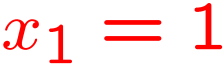 x₁ = 1